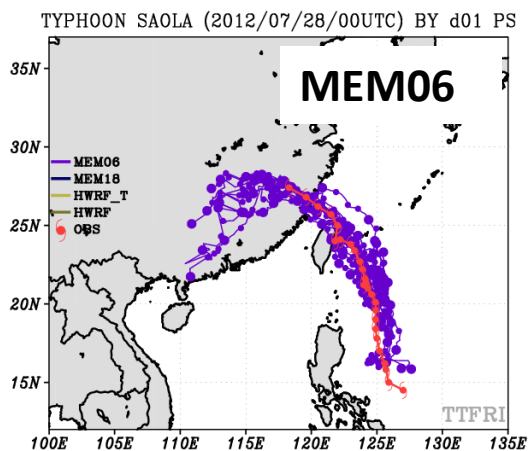 TYPHOON SAOLA (2012/07/28/00UTC) BY d01 PS
MEM06
35N
30N
25N
20N
15N
MEM06
MEM18
HWRF_T
HWRF
OBS
TTFRI
100E 105E 110E 115E 120E 125E 130E 135E